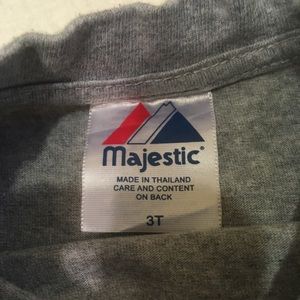 Majestic®
MADE IN THAILAND
CARE AND CONTENT
ON BACK
3T